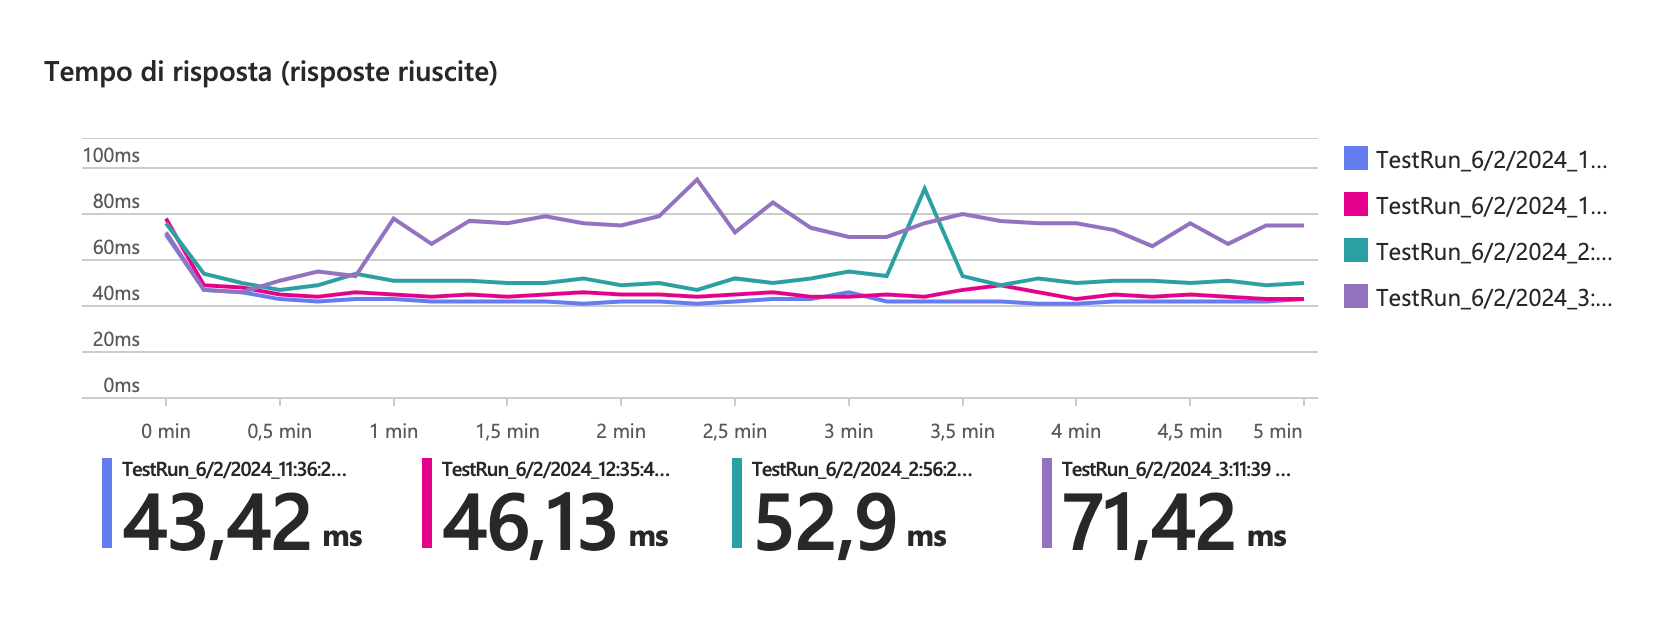 Tempo di risposta (risposte riuscite)
100ms
80ms
60ms
40ms
20ms
0ms
0 min
0,5 min
1 min
1,5 min
2 min
2,5 min
3 min
3,5 min
4 min
4,5 min
5 min
TestRun_6/2/2024_1...
TestRun_6/2/2024_1...
TestRun_6/2/2024_2:...
TestRun_6/2/2024_3:...
TestRun_6/2/2024_11:36:2...
43,42 ms
TestRun_6/2/2024_12:35:4...
46,13 ms
TestRun_6/2/2024_2:56:2...
52,9 ms
TestRun_6/2/2024_3:11:39 ...
71,42 ms